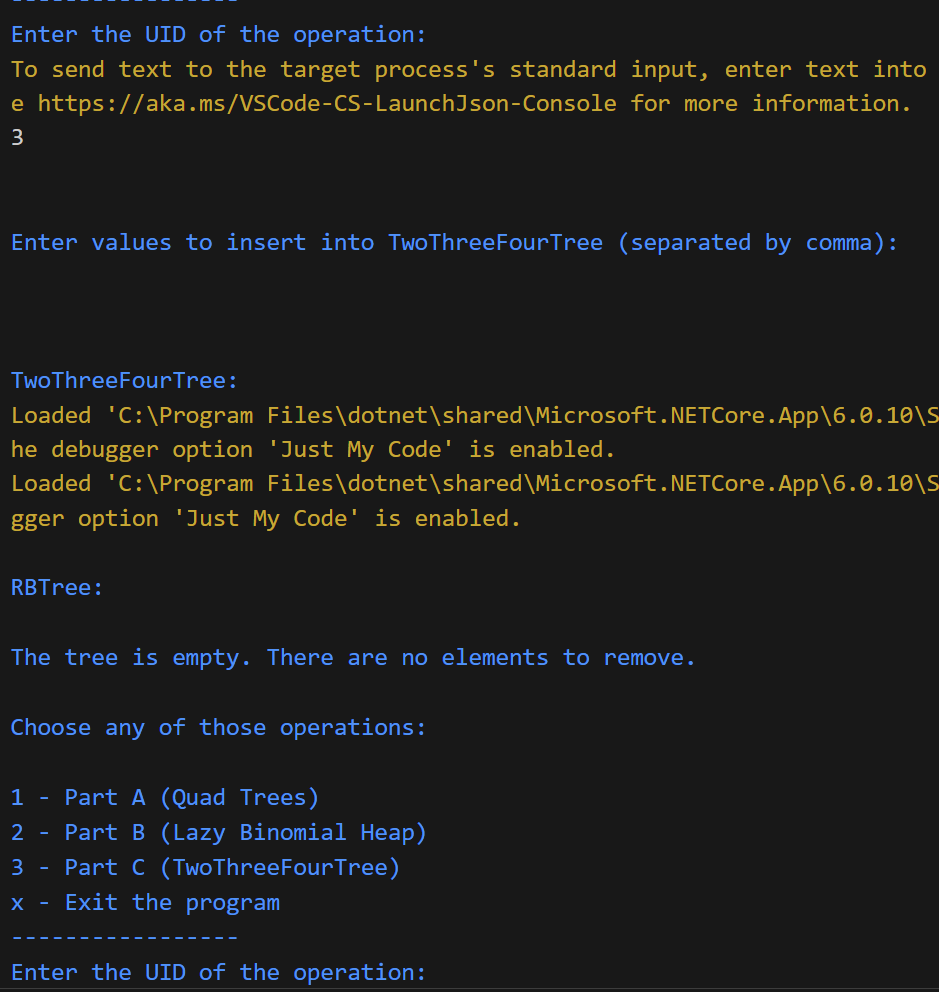 -----------------
Enter the UID of the operation:
To send text to the target process's standard input, enter text into
e https://aka.ms/VSCode-CS-LaunchJson-Console for more information.
3
Enter values to insert into TwoThreeFourTree (separated by comma):
TwoThreeFourTree:
Loaded 'C:\Program Files\dotnet\shared\Microsoft.NETCore.App\6.0.10\S
he debugger option 'Just My Code' is enabled.
Loaded 'C:\Program Files\dotnet\shared\Microsoft.NETCore.App\6.0.10\S
gger option 'Just My Code' is enabled.
RBTree:
The tree is empty. There are no elements to remove.
Choose any of those operations:
1 - Part A (Quad Trees)
2 - Part B (Lazy Binomial Heap)
3 - Part C (TwoThreeFourTree)
x - Exit the program
-----------------
Enter the UID of the operation: